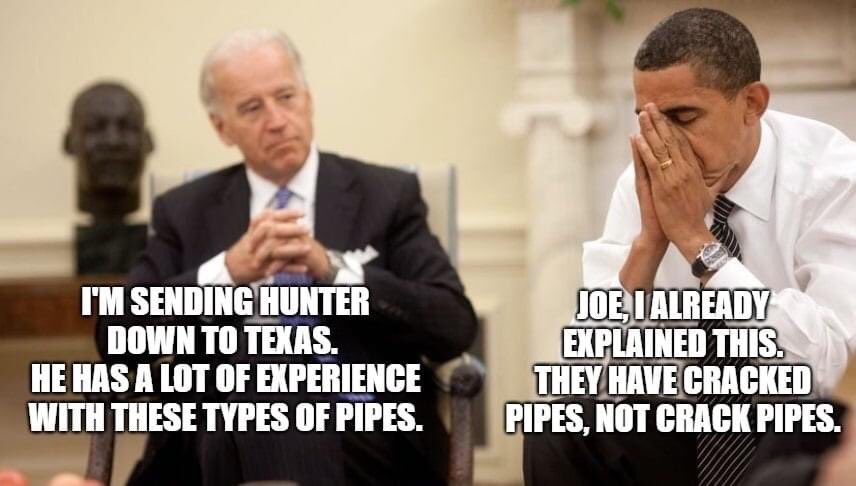 I'M SENDING HUNTER
DOWN TO TEXAS.
HE HAS A LOT OF EXPERIENCE
WITH THESE TYPES OF PIPES.
JOE, I ALREADY
EXPLAINED THIS.
THEY HAVE CRACKED
PIPES, NOT CRACK PIPES.